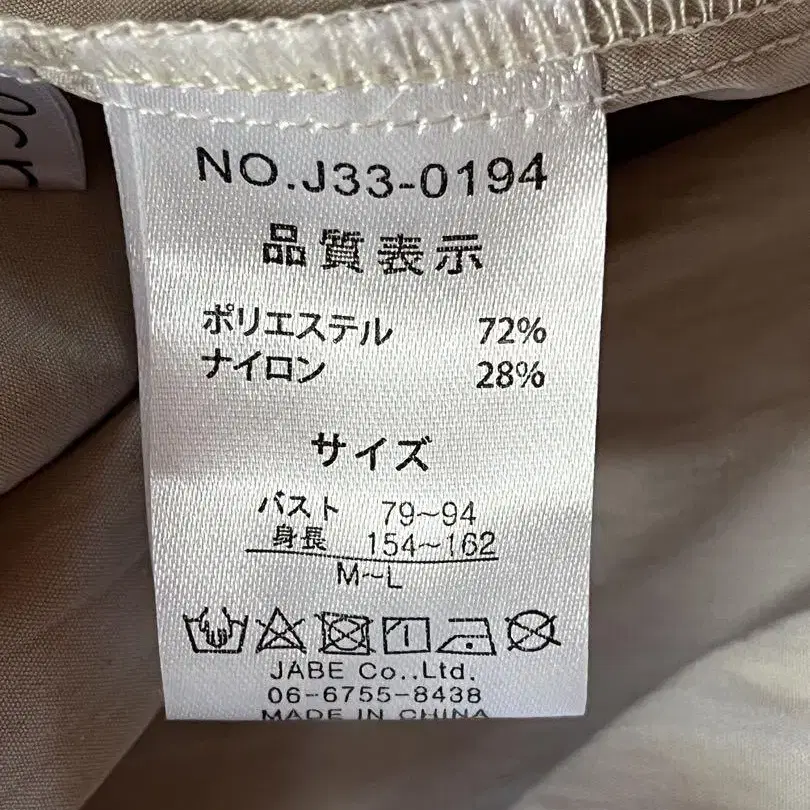 NO.J33-0194
品質表示
ポリエステル 72%
ナイロン 28%
サイズ
バスト 79~94
身長 154~162
M~L
JABE Co.,Ltd.
06-6755-8438
MADE IN CHINA